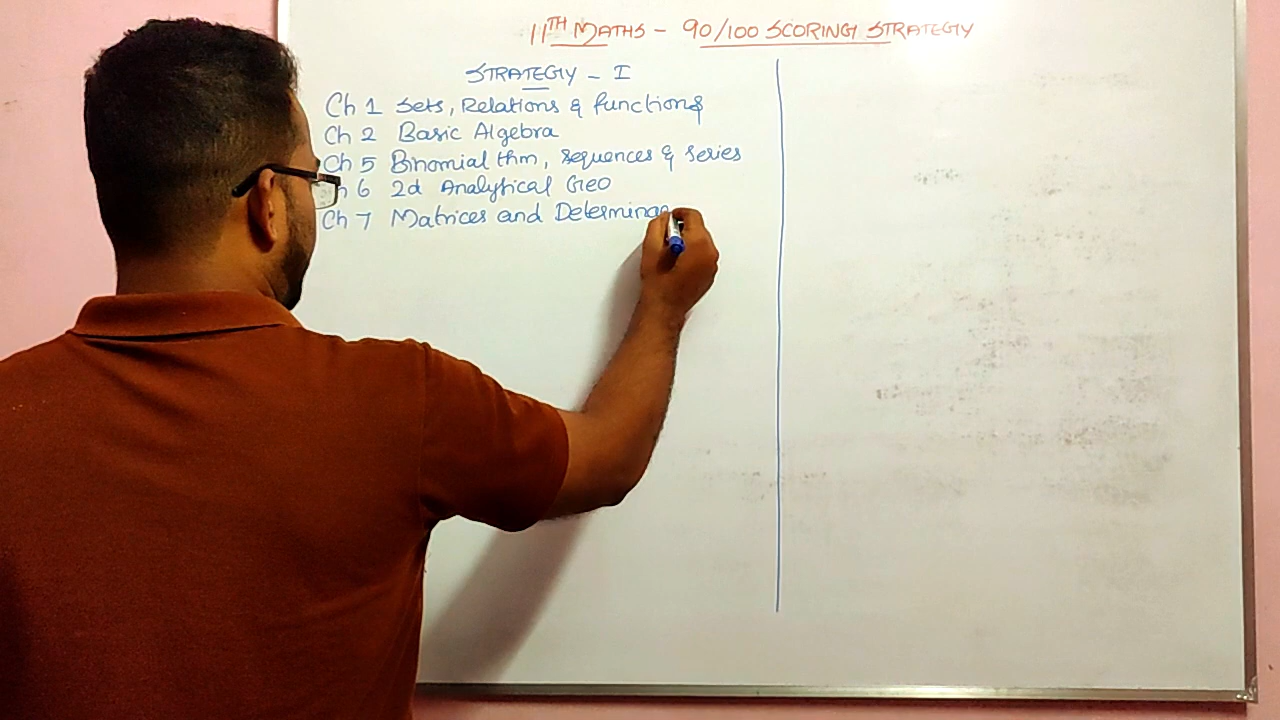 11TH MATHS - 90/100 SCORING STRATEGY
STRATEGY - I
Ch 1 Sets, Relations & functions
Ch 2 Basic Algebra
Ch 5 Binomial thm, sequences & series
h 6 2d Analytical Geo
Ch 7 Matrices and Determinan